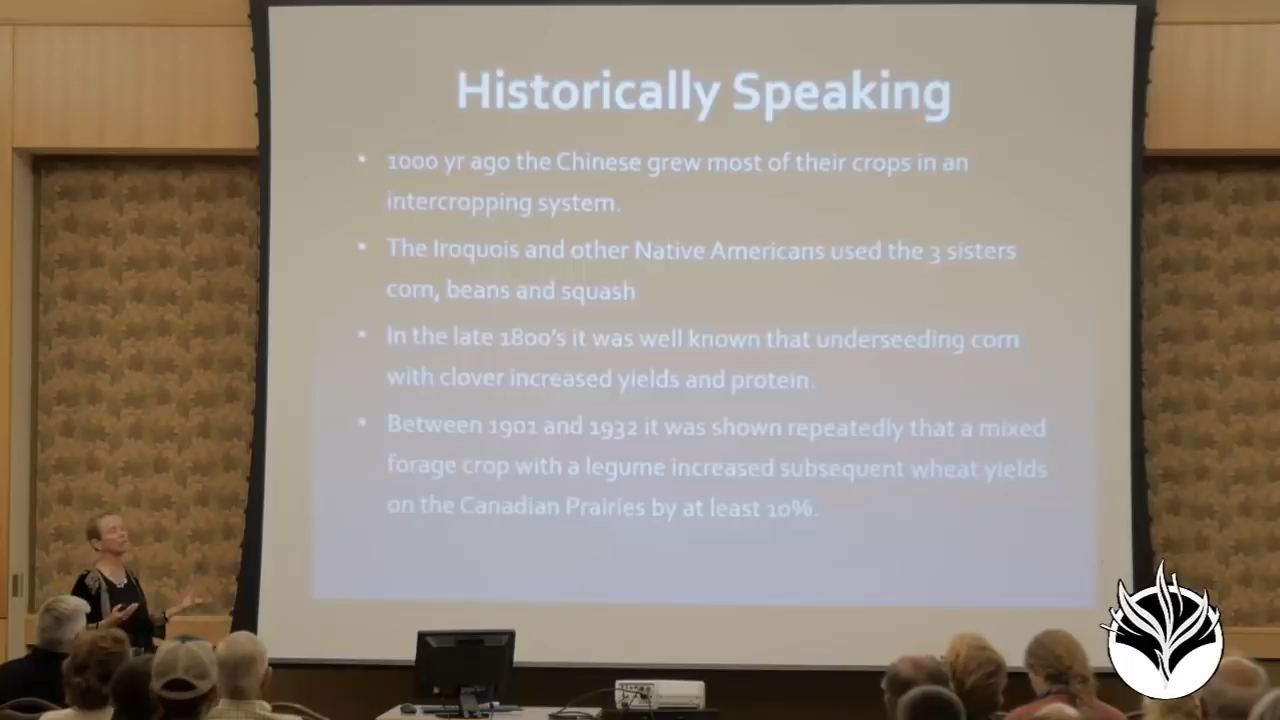 Historically Speaking
• 1000 yr ago the Chinese grew most of their crops in an
intercropping system.
• The Iroquois and other Native Americans used the 3 sisters
corn, beans and squash
• In the late 1800's it was well known that underseeding corn
with clover increased yields and protein.
• Between 1901 and 1932 it was shown repeatedly that a mixed
forage crop with a legume increased subsequent wheat yields
on the Canadian Prairies by at least 10%.